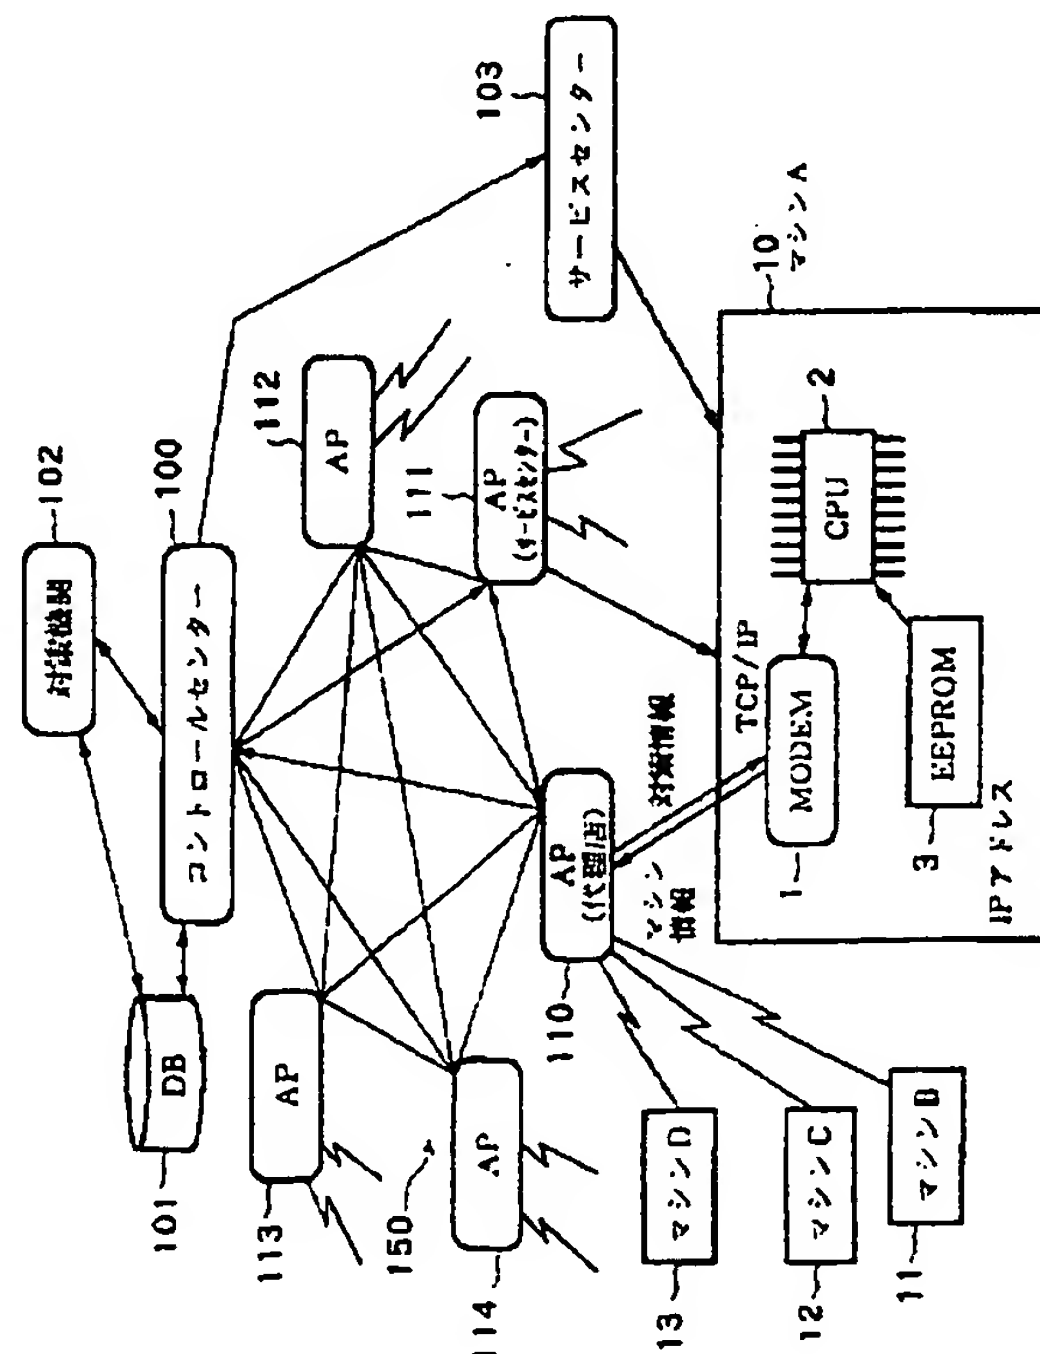 101
DB
102
対策機関
100
コントロールセンター
103
サービスセンター
113
AP
112
AP
150
114
AP
111
AP
(サービスセンター)
110
AP
(代理店)
マシン
情報
対策情報
TCP/IP
13
マシンD
12
マシンC
11
マシンB
10
マシンA
1
MODEM
2
CPU
3
EEPROM
IPアドレス